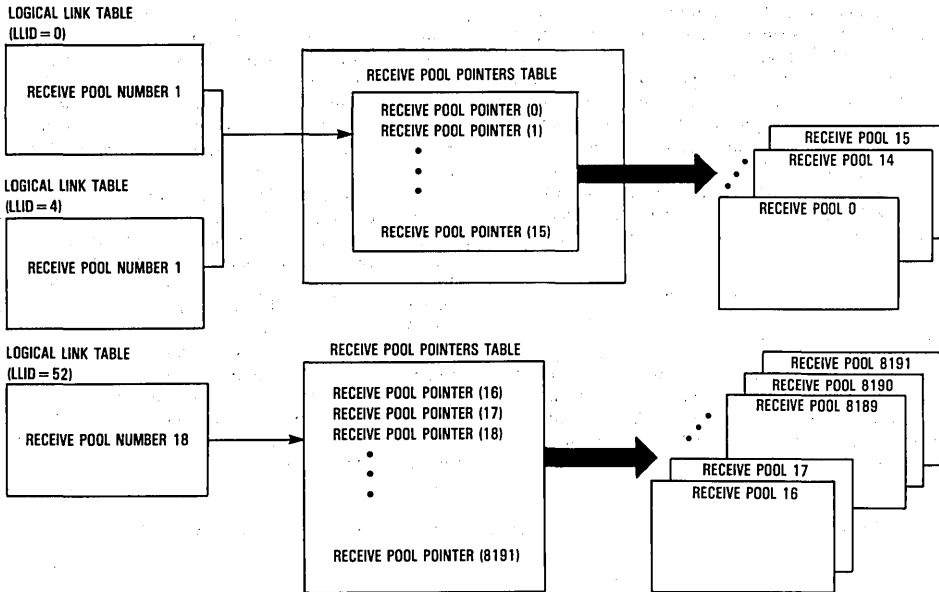 LOGICAL LINK TABLE
(LLID = 0)
RECEIVE POOL NUMBER 1
LOGICAL LINK TABLE
(LLID = 4)
RECEIVE POOL NUMBER 1
RECEIVE POOL POINTERS TABLE
RECEIVE POOL POINTER (0)
RECEIVE POOL POINTER (1)
RECEIVE POOL POINTER (15)
RECEIVE POOL 15
RECEIVE POOL 14
RECEIVE POOL 0
LOGICAL LINK TABLE
(LLID = 52)
RECEIVE POOL NUMBER 18
RECEIVE POOL POINTERS TABLE
RECEIVE POOL POINTER (16)
RECEIVE POOL POINTER (17)
RECEIVE POOL POINTER (18)
RECEIVE POOL POINTER (8191)
RECEIVE POOL 8191
RECEIVE POOL 8190
RECEIVE POOL 8189
RECEIVE POOL 17
RECEIVE POOL 16